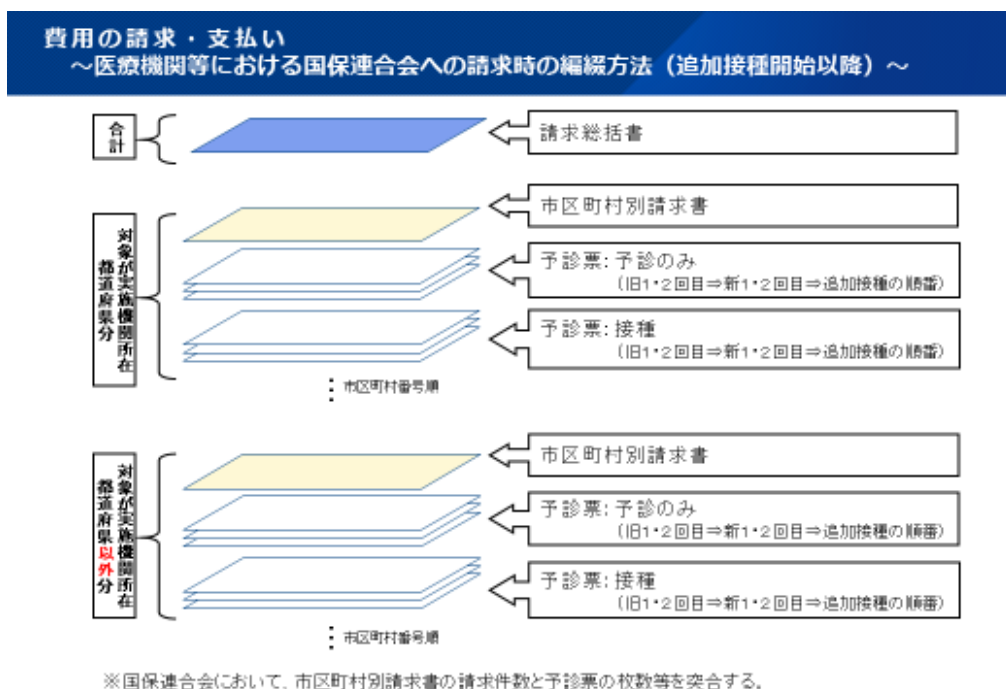 費用の請求・支払い
～医療機関等における国保連合会への請求時の編綴方法（追加接種開始以降）～
合計
請求総括書
対象が実施機関所在
都道府県分
市区町村別請求書
予診票：予診のみ
（旧1・2回目⇒新1・2回目⇒追加接種の順番）
予診票：接種
（旧1・2回目⇒新1・2回目⇒追加接種の順番）
市区町村番号順
対象が実施機関所在
都道府県以外分
市区町村別請求書
予診票：予診のみ
（旧1・2回目⇒新1・2回目⇒追加接種の順番）
予診票：接種
（旧1・2回目⇒新1・2回目⇒追加接種の順番）
市区町村番号順
※国保連合会において、市区町村別請求書の請求件数と予診票の枚数等を突合する。